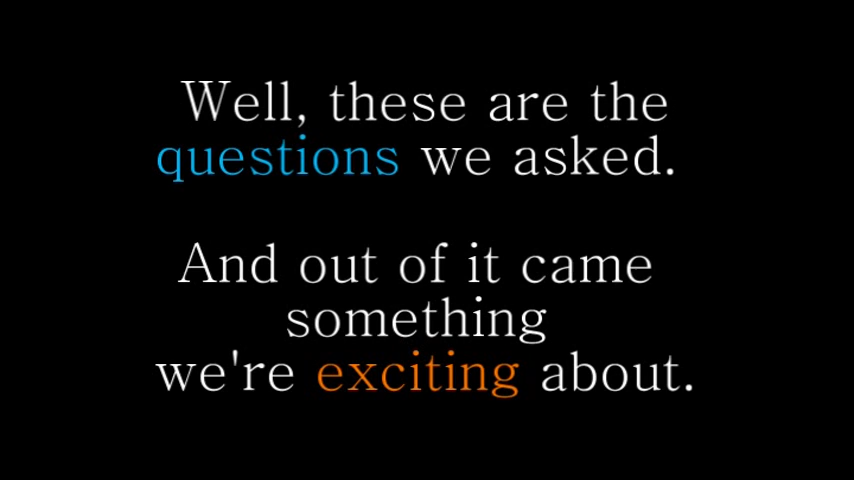 Well, these are the
questions we asked.
And out of it came
something
we're exciting about.